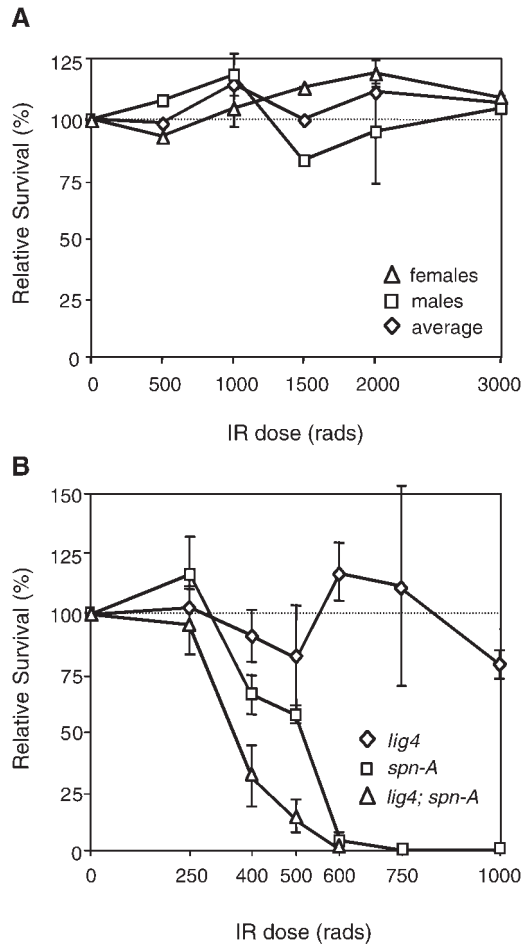 A
Relative Survival (%)
125
100
75
50
25
0
females
males
average
0 500 1000 1500 2000 3000
IR dose (rads)
B
Relative Survival (%)
150
125
100
75
50
25
0
lig4
spn-A
lig4; spn-A
0 250 400 500 600 750 1000
IR dose (rads)